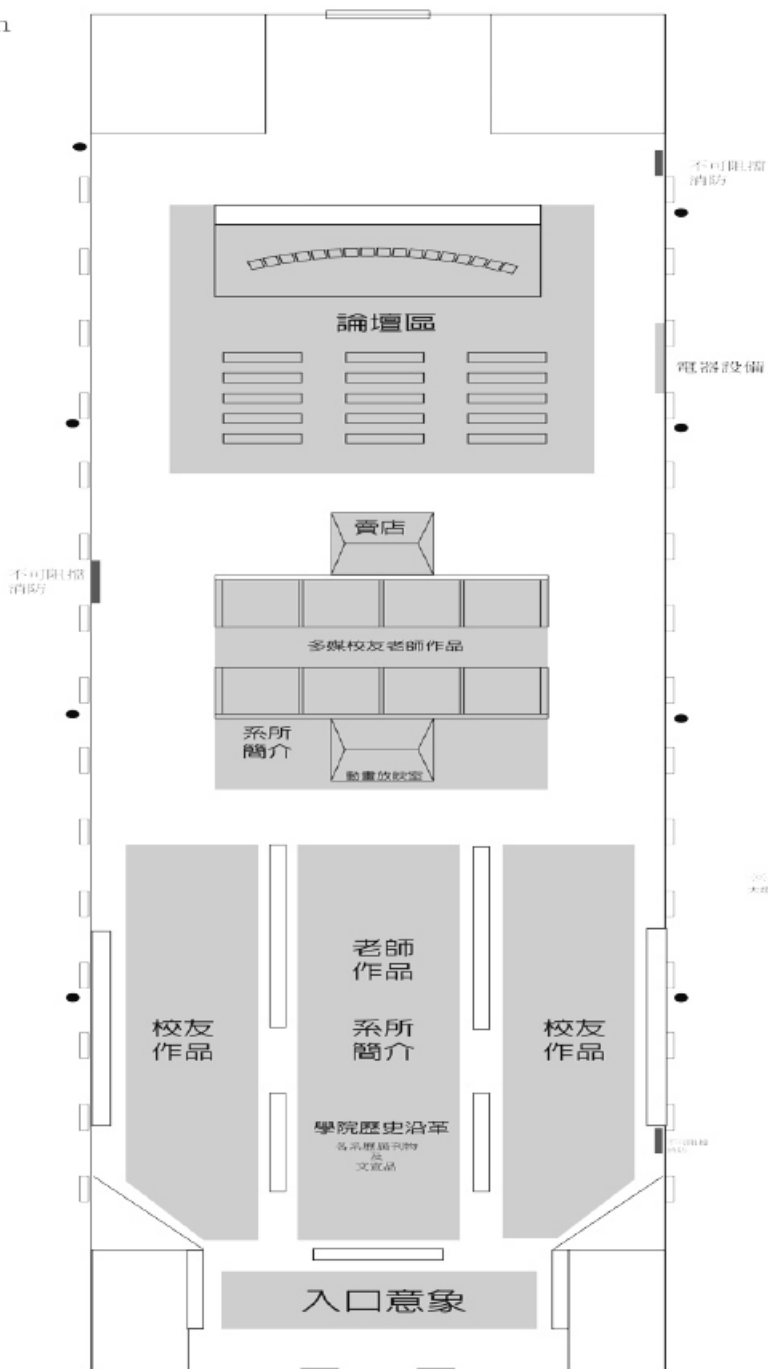 不可阻擋
消防
論壇區
電器設備
賣店
不可阻擋
消防
多媒校友老師作品
系所
簡介
動畫放映室
老師
作品
校友
作品
系所
簡介
校友
作品
學院歷史沿革
各系歷屆刊物
及
文宣品
入口意象